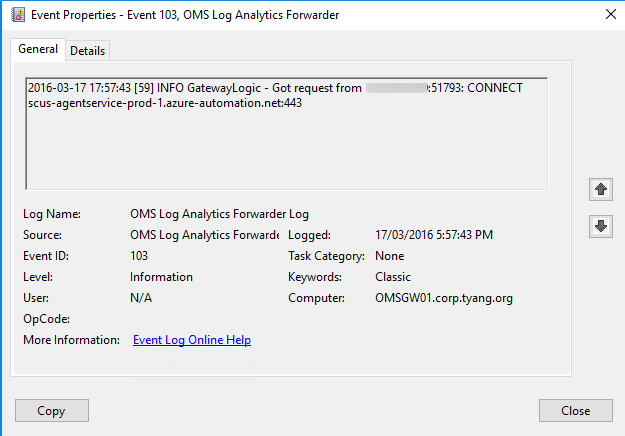 Event Properties - Event 103, OMS Log Analytics Forwarder
General Details
2016-03-17 17:57:43 [59] INFO GatewayLogic - Got request from :51793: CONNECT
scus-agentservice-prod-1.azure-automation.net:443
Log Name: OMS Log Analytics Forwarder Log
Source: OMS Log Analytics Forwarde Logged: 17/03/2016 5:57:43 PM
Event ID: 103 Task Category: None
Level: Information Keywords: Classic
User: N/A Computer: OMSGW01.corp.tyang.org
OpCode:
More Information: Event Log Online Help
Copy Close